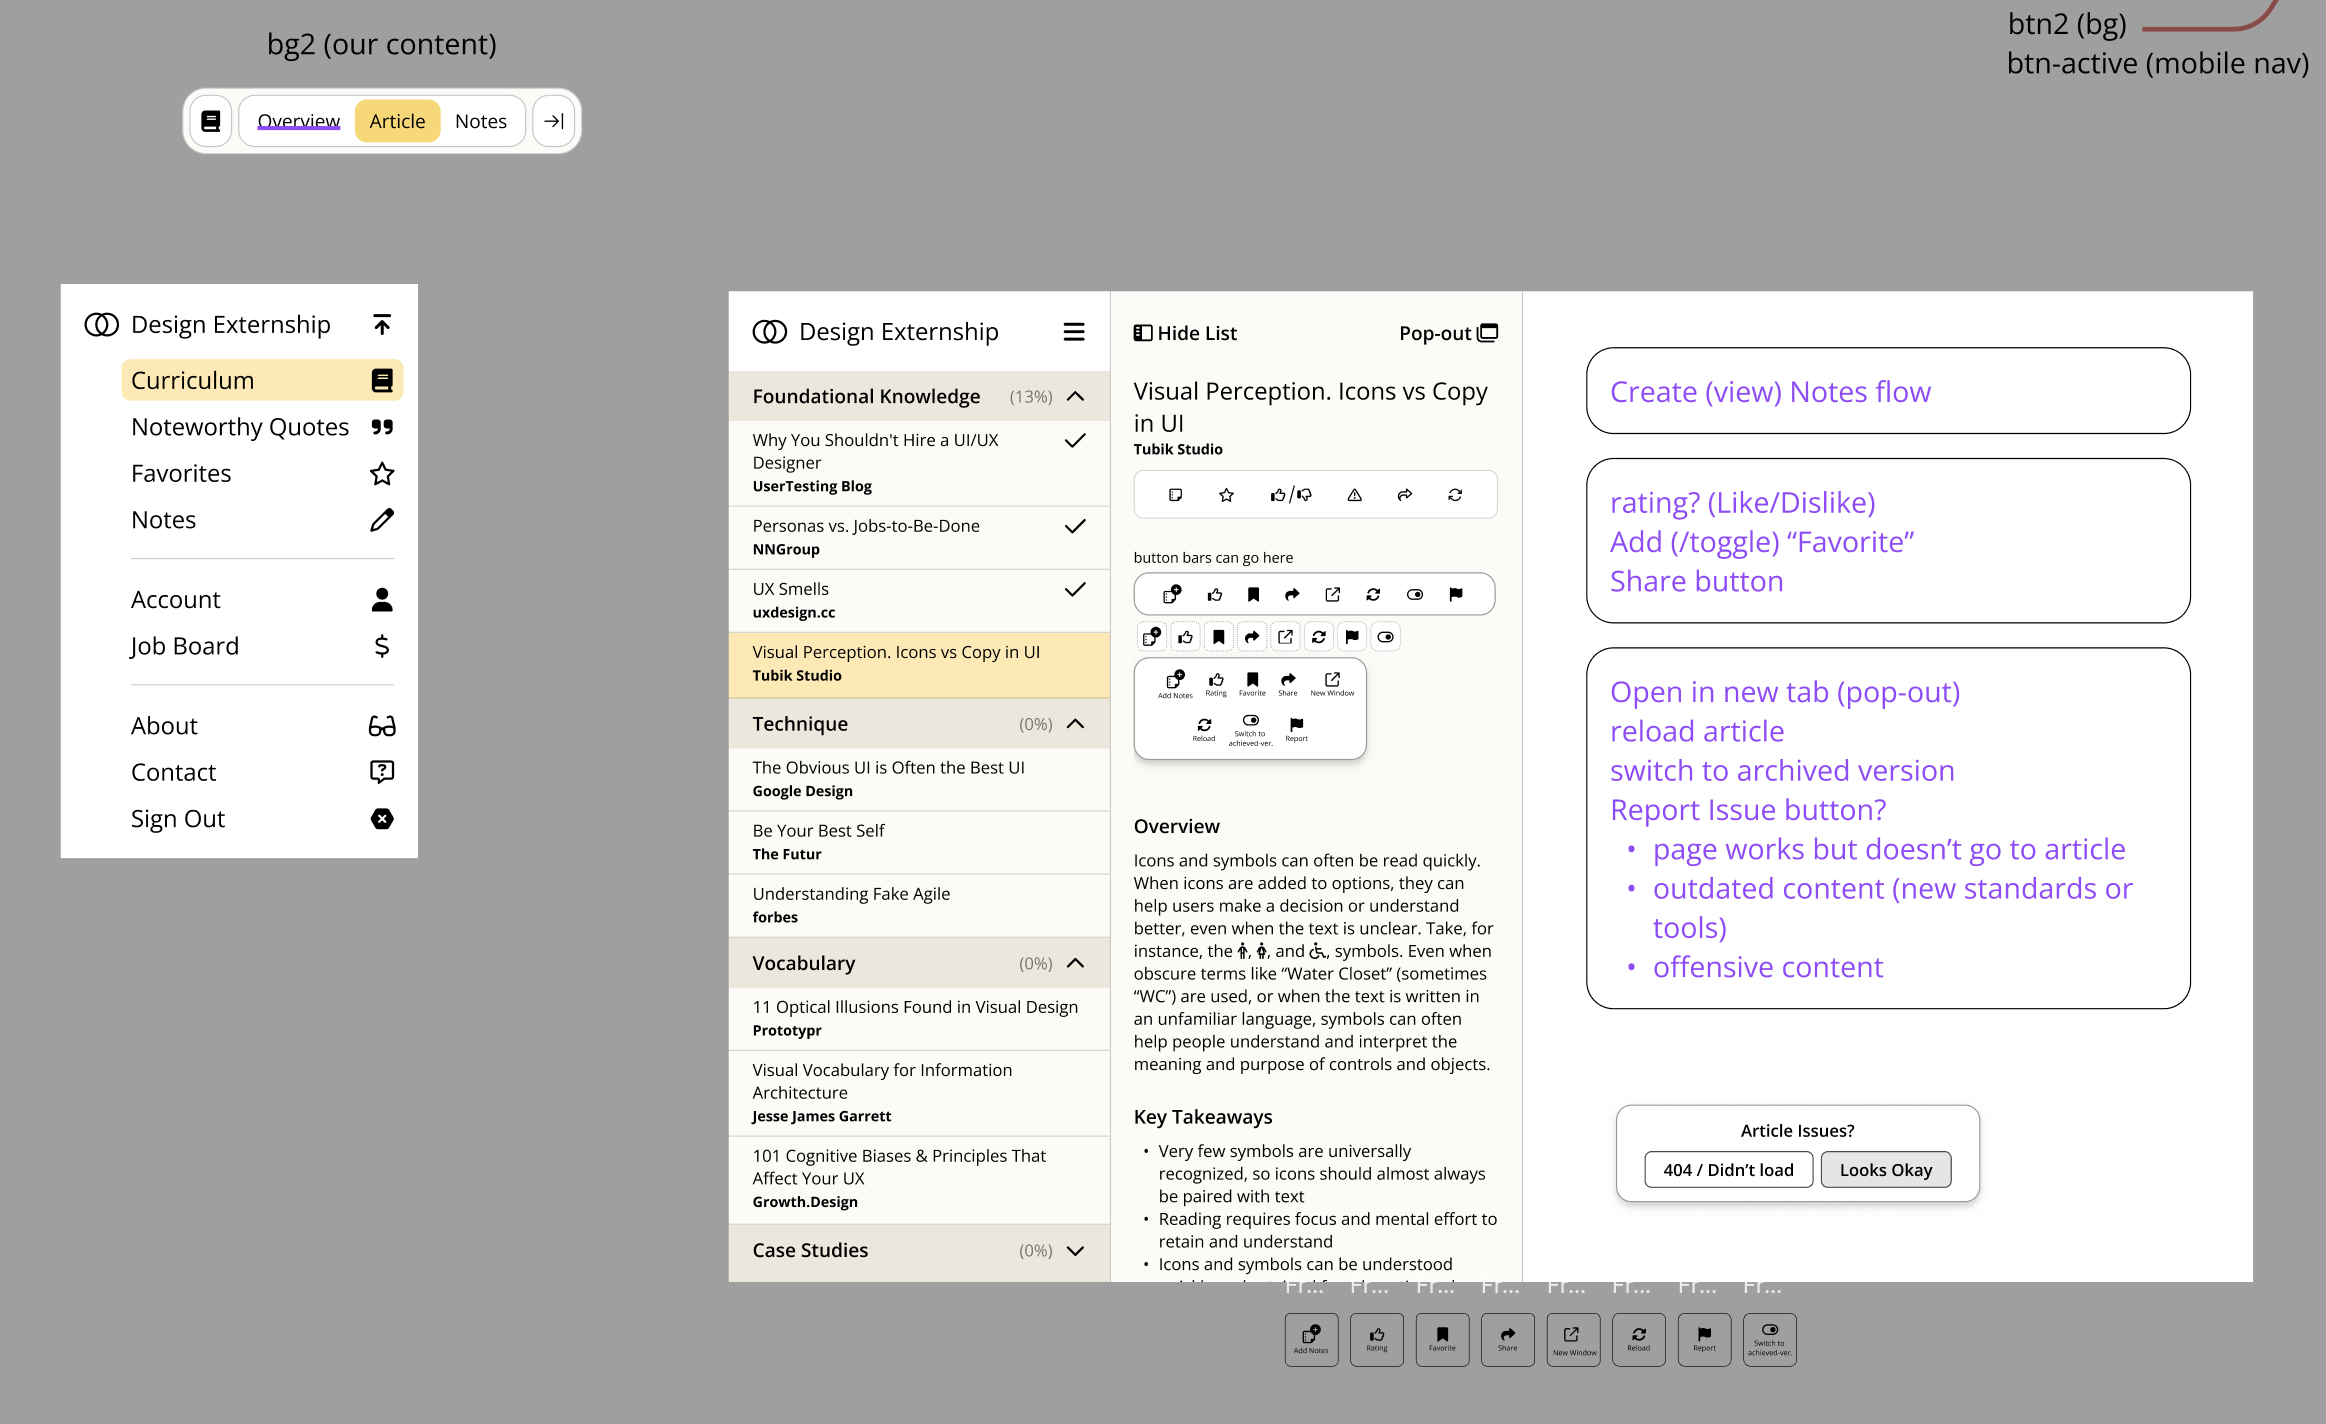 bg2 (our content)
btn2 (bg)
btn-active (mobile nav)
Overview
Article
Notes
Design Externship
Curriculum
Noteworthy Quotes
Favorites
Notes
Account
Job Board
About
Contact
Sign Out
Design Externship
Foundational Knowledge (13%)
Why You Shouldn't Hire a UI/UX
Designer
UserTesting Blog
Personas vs. Jobs-to-Be-Done
NNGroup
UX Smells
uxdesign.cc
Visual Perception. Icons vs Copy in UI
Tubik Studio
Technique (0%)
The Obvious UI is Often the Best UI
Google Design
Be Your Best Self
The Futur
Understanding Fake Agile
forbes
Vocabulary (0%)
11 Optical Illusions Found in Visual Design
Prototypr
Visual Vocabulary for Information
Architecture
Jesse James Garrett
101 Cognitive Biases & Principles That
Affect Your UX
Growth.Design
Case Studies (0%)
Hide List
Pop-out
Visual Perception. Icons vs Copy
in UI
Tubik Studio
button bars can go here
Add Notes
Rating
Favorite
Share
New Window
Reload
Switch to
achieved-ver.
Report
Overview
Icons and symbols can often be read quickly.
When icons are added to options, they can
help users make a decision or understand
better, even when the text is unclear. Take, for
instance, the , , and , symbols. Even when
obscure terms like “Water Closet” (sometimes
“WC”) are used, or when the text is written in
an unfamiliar language, symbols can often
help people understand and interpret the
meaning and purpose of controls and objects.
Key Takeaways
• Very few symbols are universally
recognized, so icons should almost always
be paired with text
• Reading requires focus and mental effort to
retain and understand
• Icons and symbols can be understood
Create (view) Notes flow
rating? (Like/Dislike)
Add (/toggle) “Favorite”
Share button
Open in new tab (pop-out)
reload article
switch to archived version
Report Issue button?
• page works but doesn’t go to article
• outdated content (new standards or
tools)
• offensive content
Article Issues?
404 / Didn’t load
Looks Okay
Fr...
Fr...
Fr...
Fr...
Fr...
Fr...
Fr...
Fr...
Add Notes
Rating
Favorite
Share
New Window
Reload
Report
Switch to
achieved-ver.